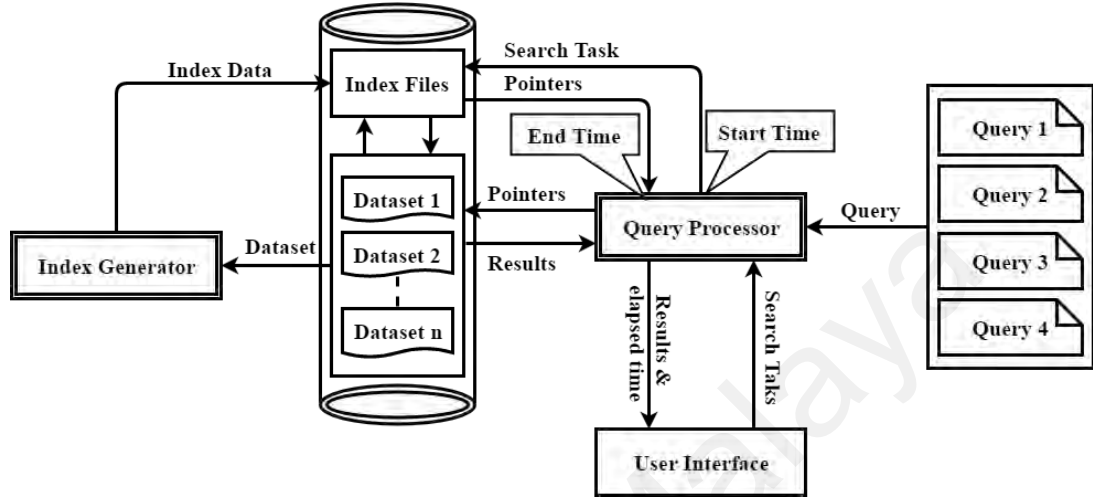 Index Data
Index Files
Search Task
Pointers
End Time
Start Time
Query 1
Query 2
Query 3
Query 4
Dataset 1
Dataset 2
Dataset n
Pointers
Results
Query Processor
Query
Dataset
Index Generator
Results &
elapsed time
Search Taks
User Interface
Malaya